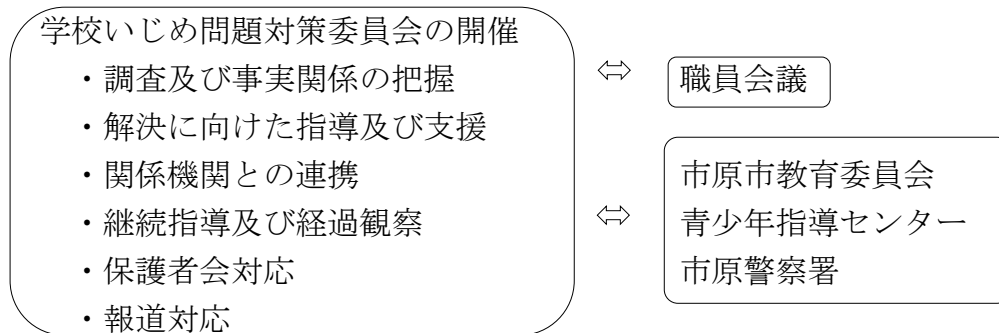 学校いじめ問題対策委員会の開催
・調査及び事実関係の把握
・解決に向けた指導及び支援
・関係機関との連携
・継続指導及び経過観察
・保護者会対応
・報道対応
⇔
職員会議
⇔
市原市教育委員会
青少年指導センター
市原警察署